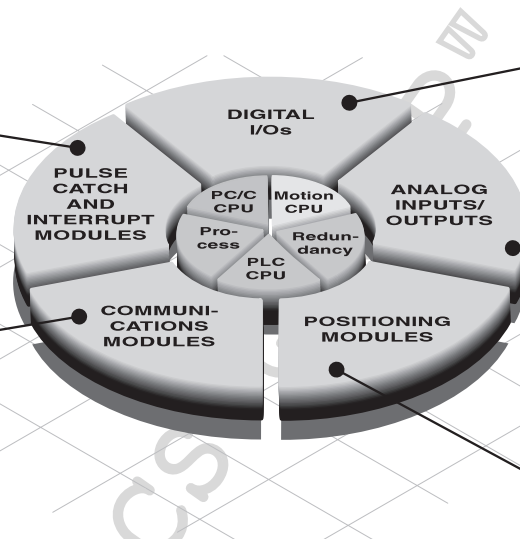 DIGITAL
I/Os
PULSE
CATCH
AND
INTERRUPT
MODULES
ANALOG
INPUTS/
OUTPUTS
PC/C
CPU
Motion
CPU
Pro-
cess
Redun-
dancy
PLC
CPU
COMMUNI-
CATIONS
MODULES
POSITIONING
MODULES